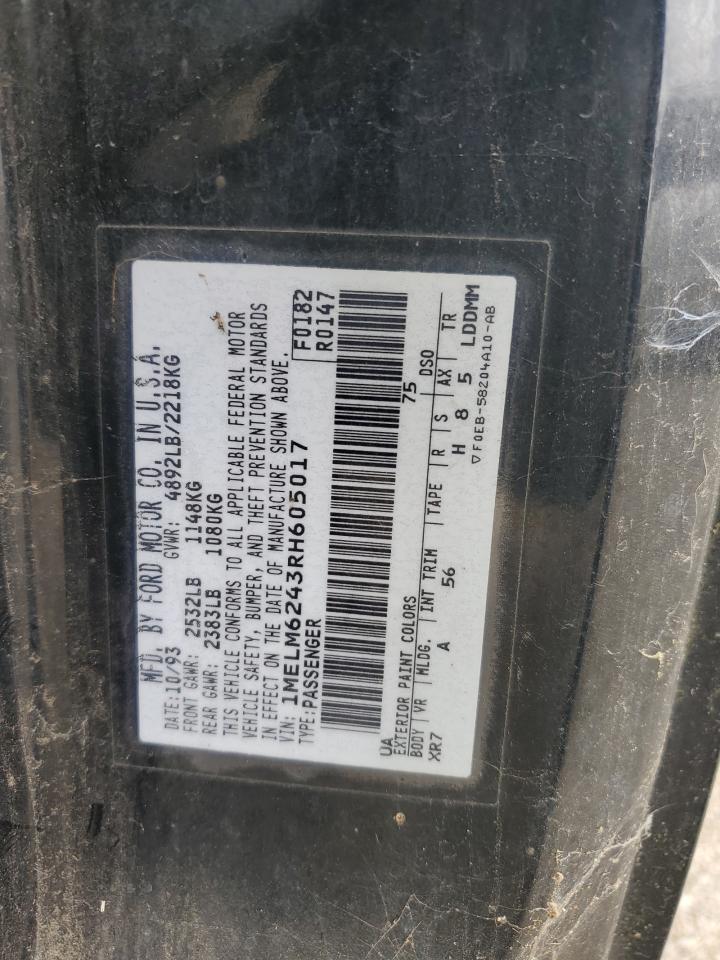 MFD. BY FORD MOTOR CO. IN U.S.A.
DATE: 10/93 GVWR: 4892LB/2218KG
FRONT GAWR: 2532LB 1148KG
REAR GAWR: 2383LB 1080KG
THIS VEHICLE CONFORMS TO ALL APPLICABLE FEDERAL MOTOR
VEHICLE SAFETY, BUMPER, AND THEFT PREVENTION STANDARDS
IN EFFECT ON THE DATE OF MANUFACTURE SHOWN ABOVE.
VIN: 1MELM6243RH605017 F0182
TYPE: PASSENGER R0147
UA 75
EXTERIOR PAINT COLORS DSO
BODY VR MLDG. INT TRIM TAPE R S AX TR
XR7 A 56 H 8 5 LDDMM
▽ F0EB-58204A10-AB